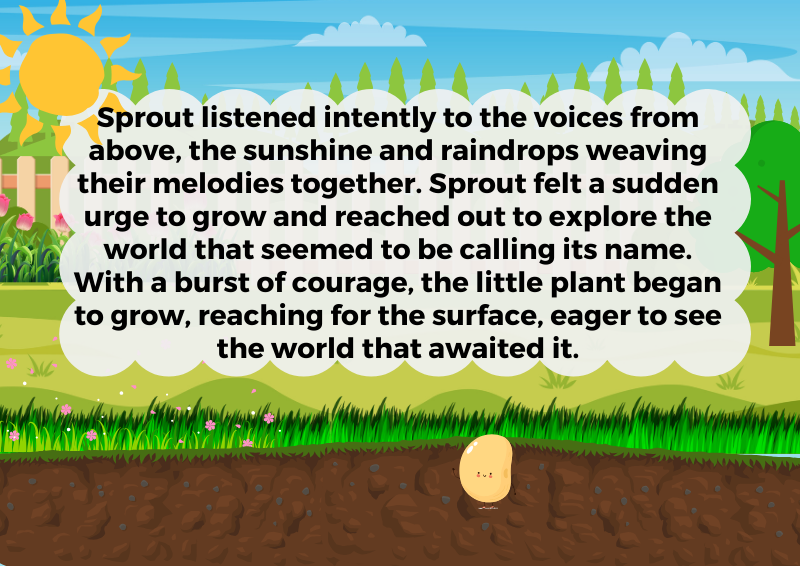 Sprout listened intently to the voices from
above, the sunshine and raindrops weaving
their melodies together. Sprout felt a sudden
urge to grow and reached out to explore the
world that seemed to be calling its name.
With a burst of courage, the little plant began
to grow, reaching for the surface, eager to see
the world that awaited it.